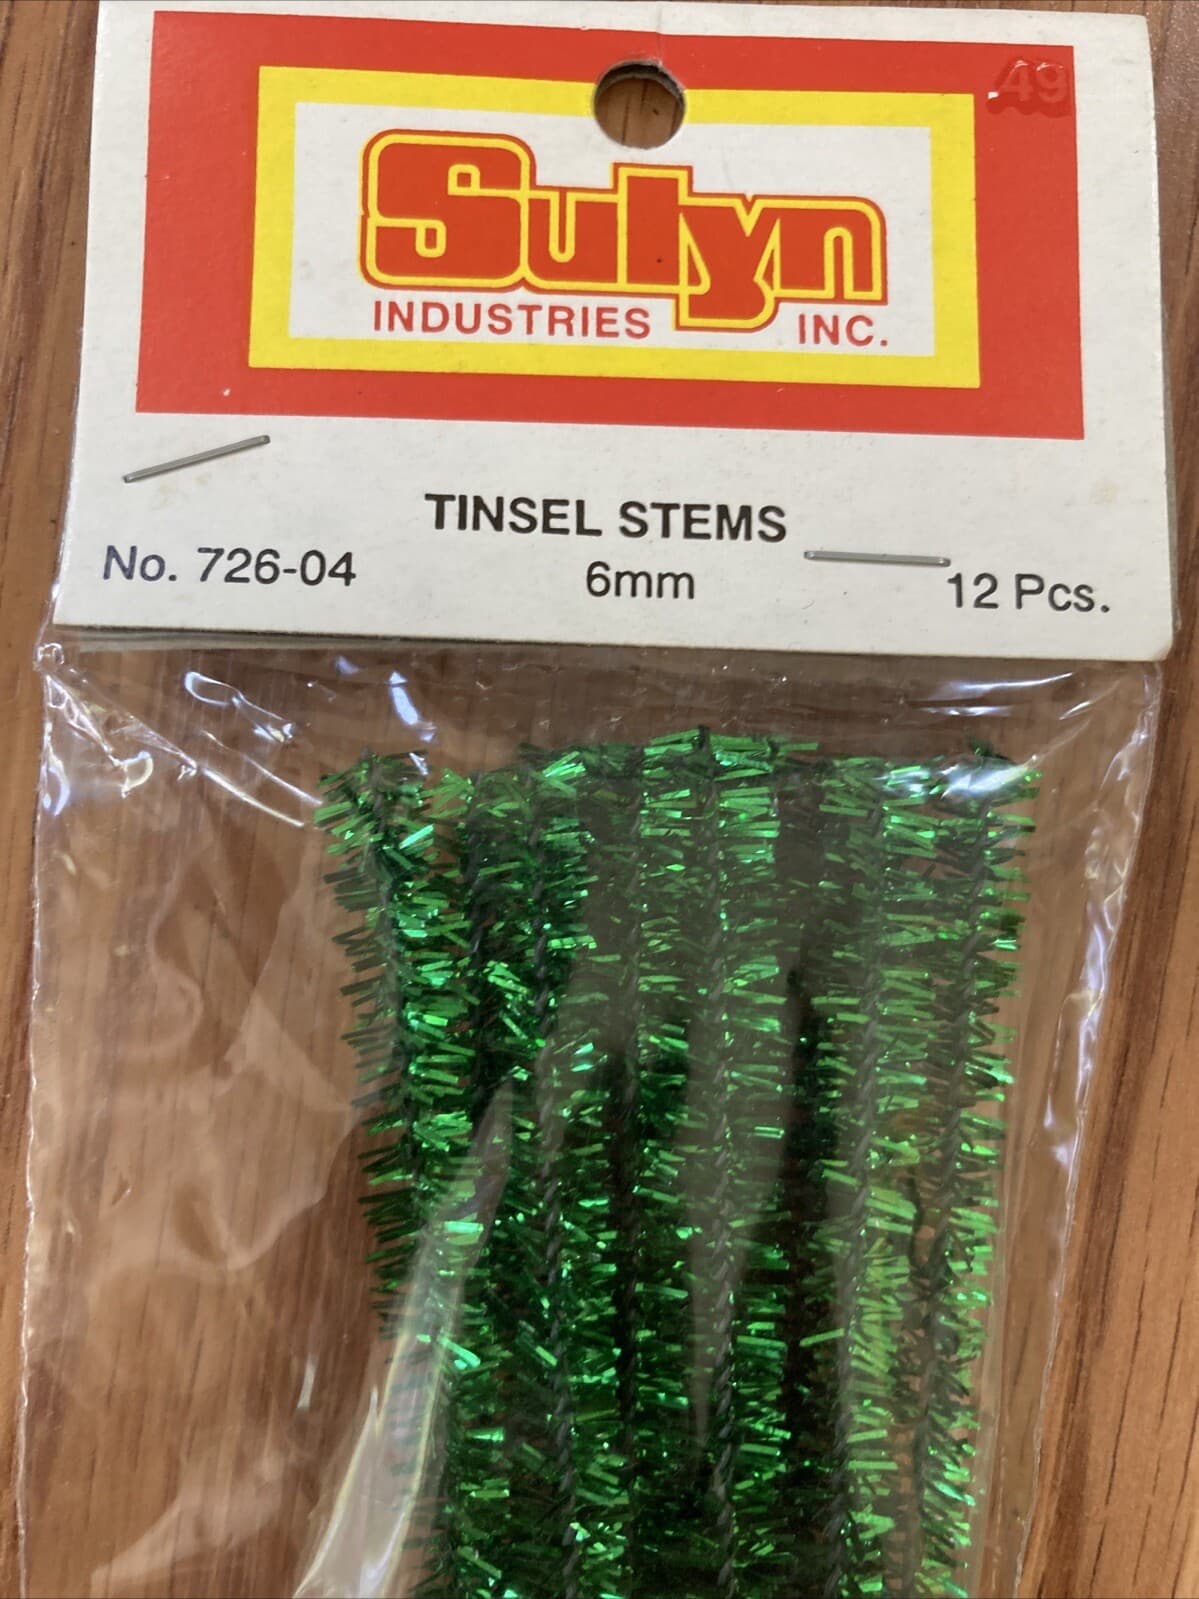 .49
Sulyn
INDUSTRIES INC.
TINSEL STEMS
No. 726-04 6mm 12 Pcs.